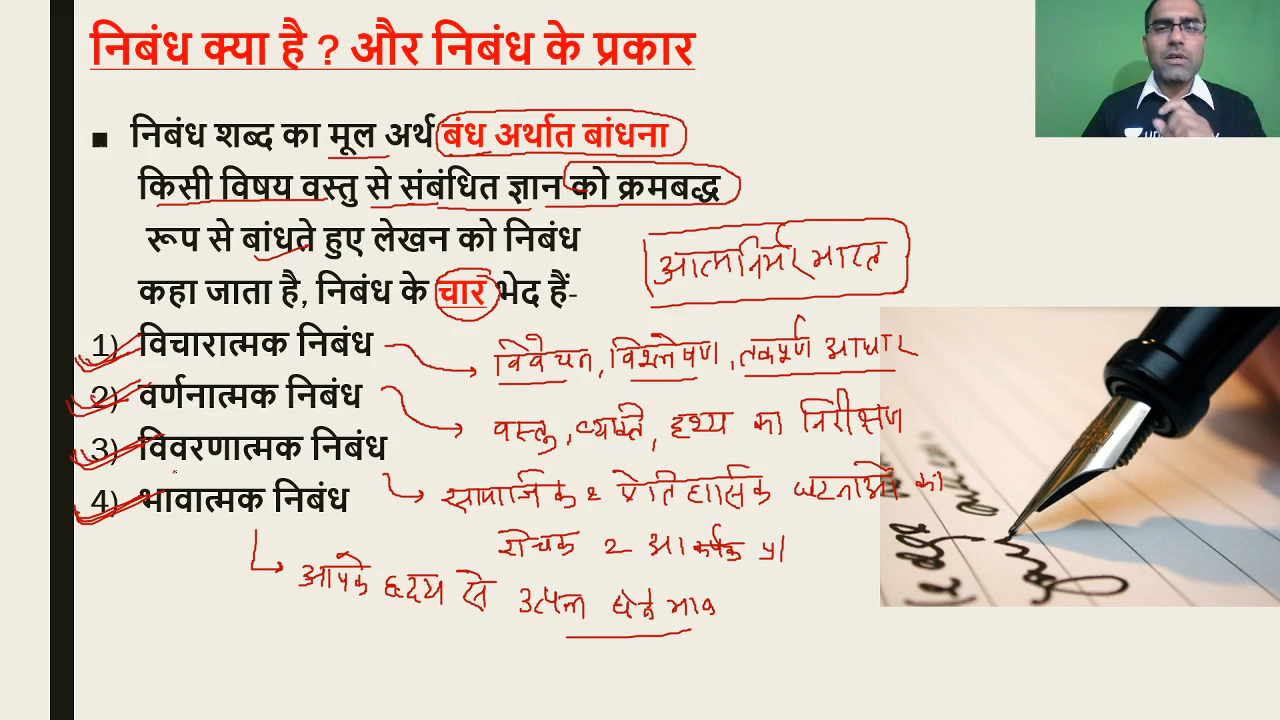 निबंध क्या है ? और निबंध के प्रकार
निबंध शब्द का मूल अर्थ बंध अर्थात बांधना
किसी विषय वस्तु से संबंधित ज्ञान को क्रमबद्ध
रूप से बांधते हुए लेखन को निबंध
कहा जाता है, निबंध के चार भेद हैं-
आत्मनिर्भर भारत
1) विचारात्मक निबंध
विवेचन, विश्लेषण, तर्कपूर्ण आधार
2) वर्णनात्मक निबंध
वस्तु, व्यक्ति, दृश्य का निरीक्षण
3) विवरणात्मक निबंध
सामाजिक व ऐतिहासिक घटनाओं का
रोचक व आकर्षक
4) भावात्मक निबंध
आपके हृदय से उत्पन्न भाव